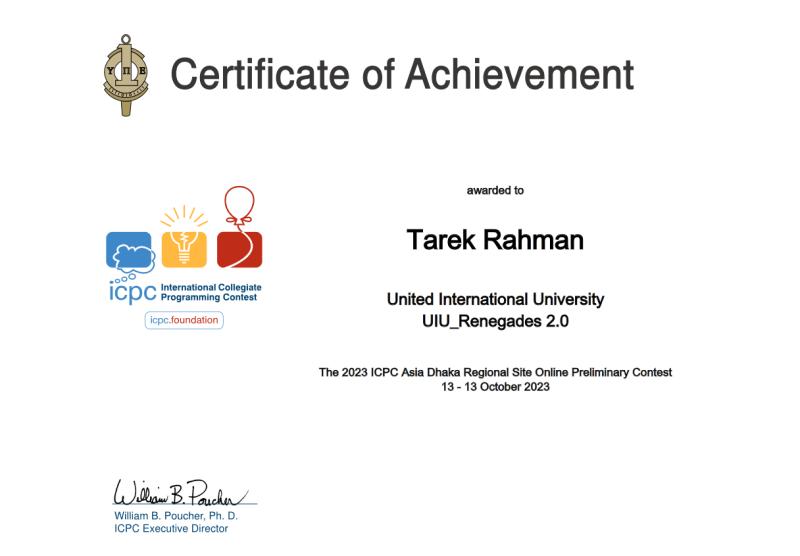 Υ Π Ε
Certificate of Achievement
awarded to
Tarek Rahman
United International University
UIU_Renegades 2.0
The 2023 ICPC Asia Dhaka Regional Site Online Preliminary Contest
13 - 13 October 2023
icpc International Collegiate
Programming Contest
icpc.foundation
William B. Poucher
William B. Poucher, Ph. D.
ICPC Executive Director